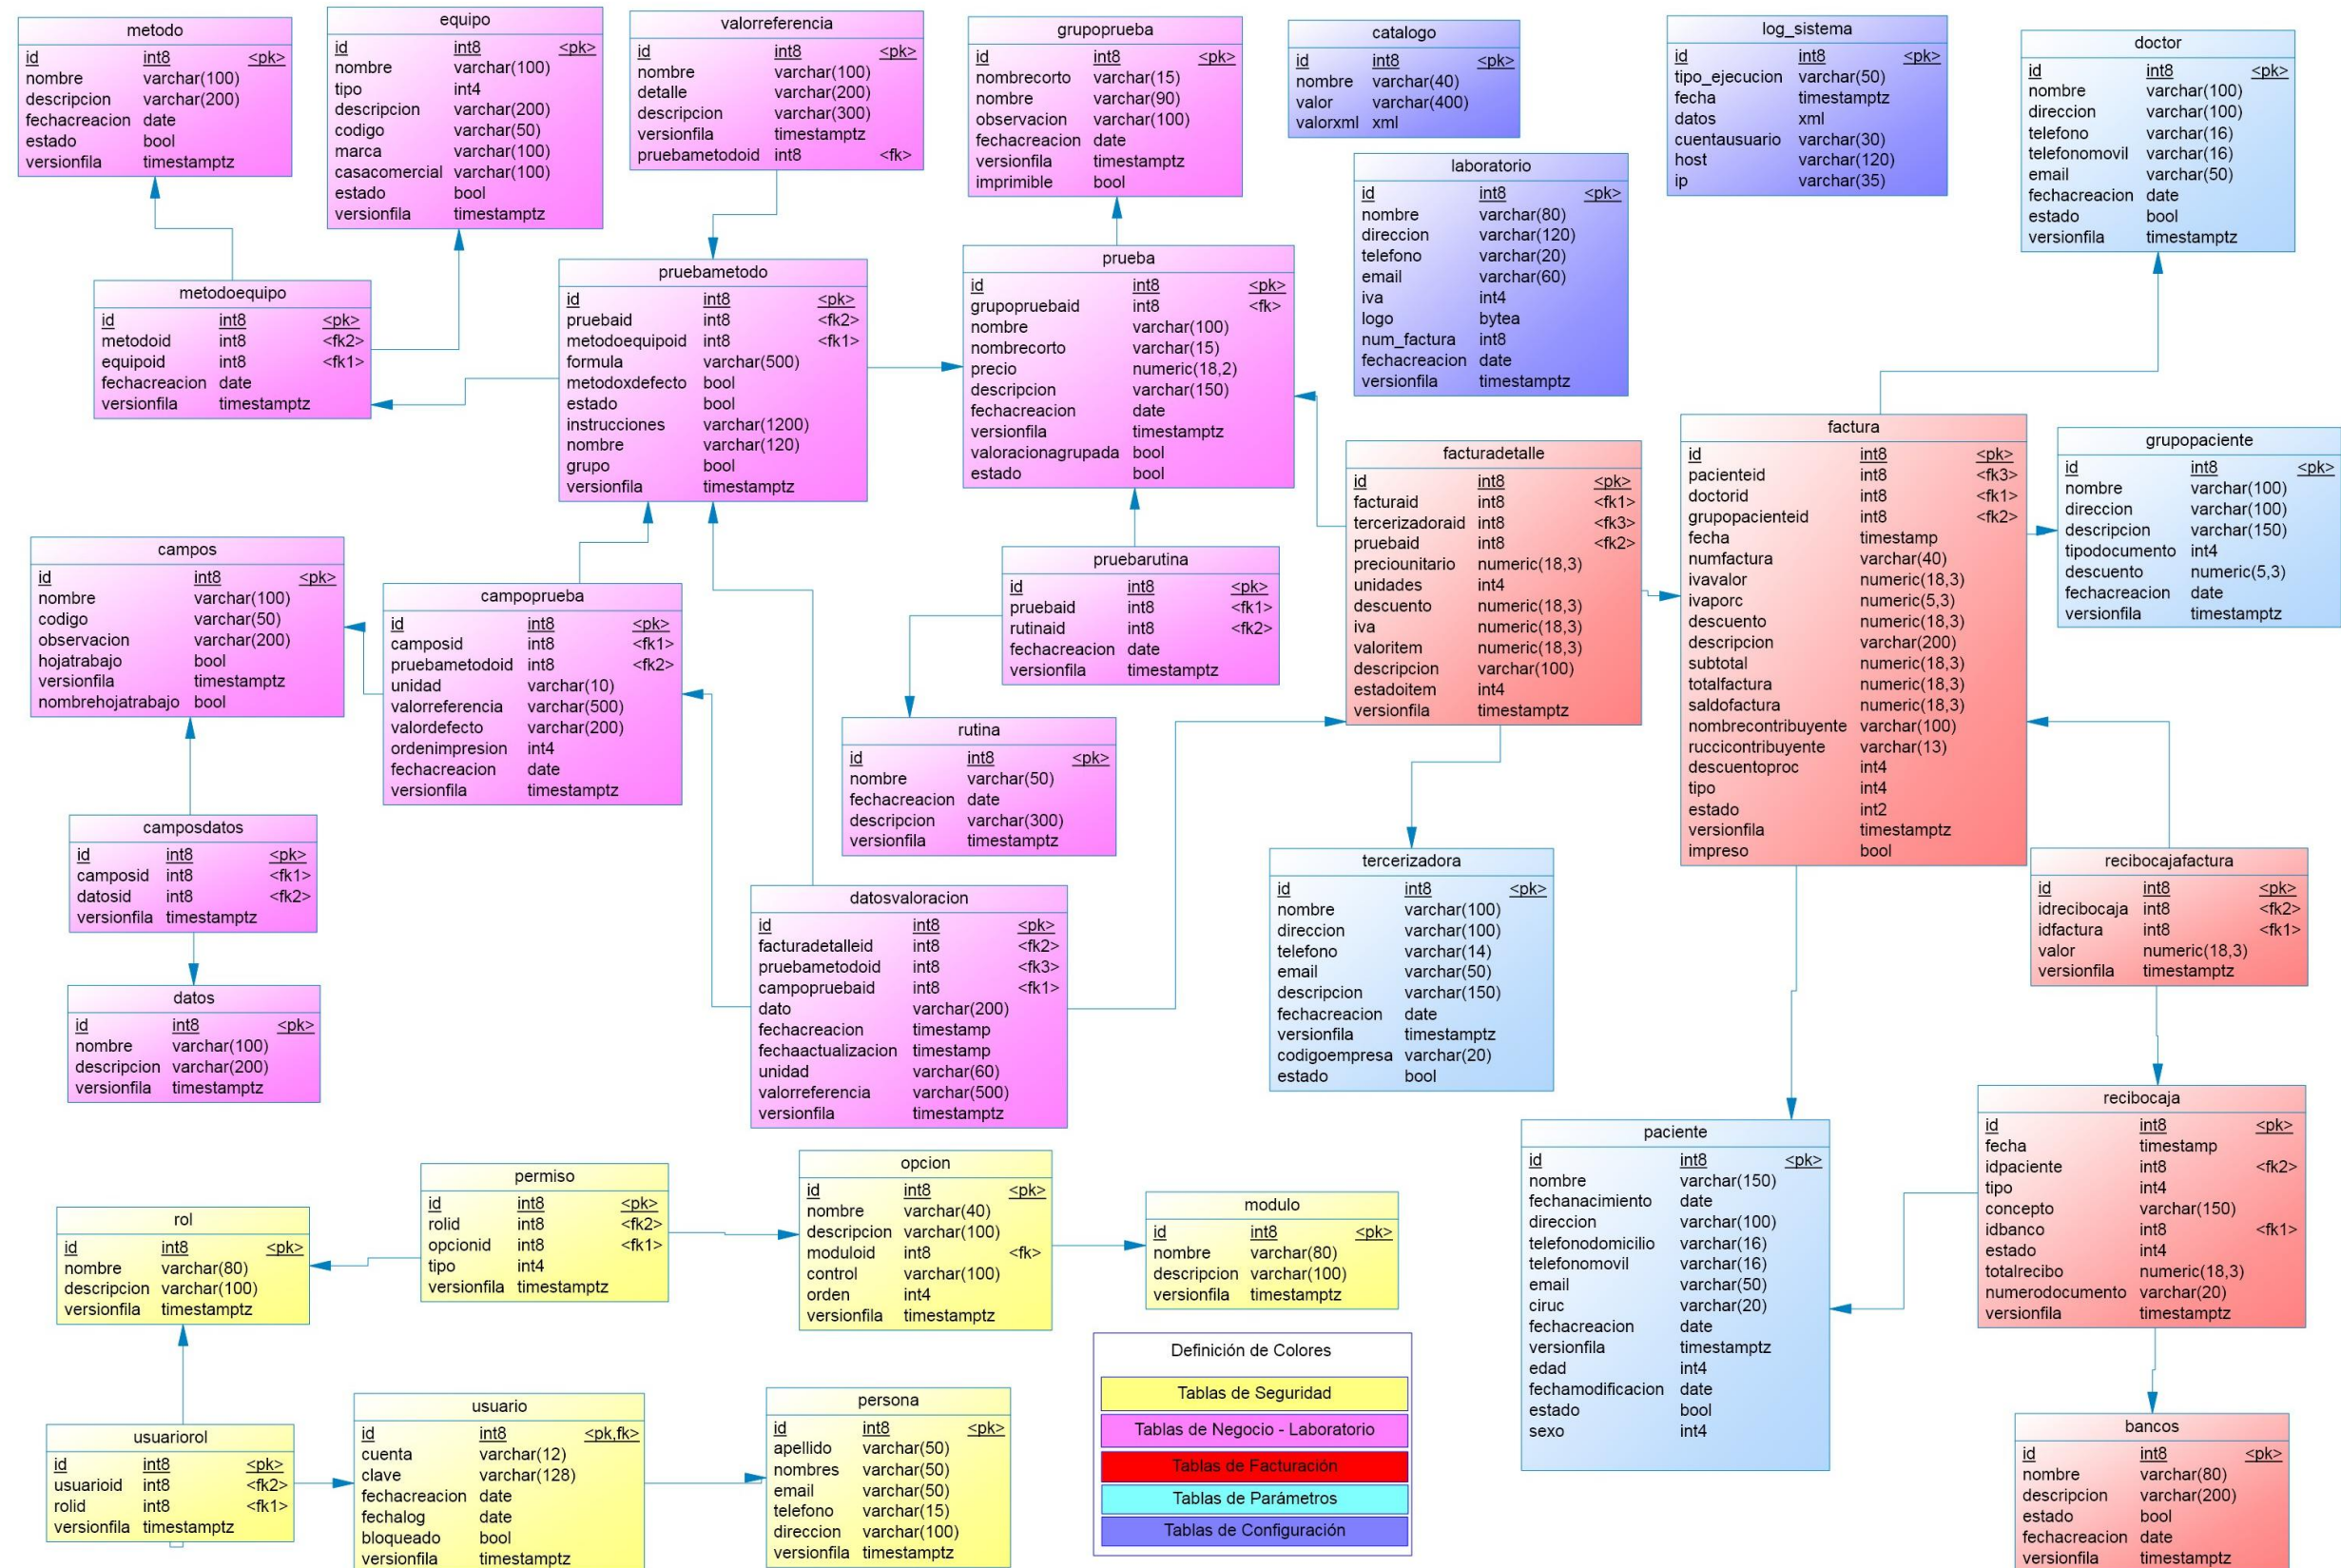 metodo
id int8 <pk>
nombre varchar(100)
descripcion varchar(200)
fechacreacion date
estado bool
versionfila timestamptz
equipo
id int8 <pk>
nombre varchar(100)
tipo int4
descripcion varchar(200)
codigo varchar(50)
marca varchar(100)
casacomercial varchar(100)
estado bool
versionfila timestamptz
valorreferencia
id int8 <pk>
nombre varchar(100)
detalle varchar(200)
descripcion varchar(300)
versionfila timestamptz
pruebametodoid int8 <fk>
grupoprueba
id int8 <pk>
nombrecorto varchar(15)
nombre varchar(90)
observacion varchar(100)
fechacreacion date
versionfila timestamptz
imprimible bool
catalogo
id int8 <pk>
nombre varchar(40)
valor varchar(400)
valorxml xml
log_sistema
id int8 <pk>
tipo_ejecucion varchar(50)
fecha timestamptz
datos xml
cuentausuario varchar(30)
host varchar(120)
ip varchar(35)
doctor
id int8 <pk>
nombre varchar(100)
direccion varchar(100)
telefono varchar(16)
telefonomovil varchar(16)
email varchar(50)
fechacreacion date
estado bool
versionfila timestamptz
laboratorio
id int8 <pk>
nombre varchar(80)
direccion varchar(120)
telefono varchar(20)
email varchar(60)
iva int4
logo bytea
num_factura int8
fechacreacion date
versionfila timestamptz
metodoequipo
id int8 <pk>
metodoid int8 <fk2>
equipoid int8 <fk1>
fechacreacion date
versionfila timestamptz
pruebametodo
id int8 <pk>
pruebaid int8 <fk2>
metodoequipoid int8 <fk1>
formula varchar(500)
metodoxdefecto bool
estado bool
instrucciones varchar(1200)
nombre varchar(120)
grupo bool
versionfila timestamptz
prueba
id int8 <pk>
grupopruebaid int8 <fk>
nombre varchar(100)
nombrecorto varchar(15)
precio numeric(18,2)
descripcion varchar(150)
fechacreacion date
versionfila timestamptz
valoracionagrupada bool
estado bool
facturadetalle
id int8 <pk>
facturaid int8 <fk1>
tercerizadoraid int8 <fk3>
pruebaid int8 <fk2>
preciounitario numeric(18,3)
unidades int4
descuento numeric(18,3)
iva numeric(18,3)
valoritem numeric(18,3)
descripcion varchar(100)
estadoitem int4
versionfila timestamptz
factura
id int8 <pk>
pacienteid int8 <fk3>
doctorid int8 <fk1>
grupopacienteid int8 <fk2>
fecha timestamp
numfactura varchar(40)
ivavalor numeric(18,3)
ivaporc numeric(5,3)
descuento numeric(18,3)
descripcion varchar(200)
subtotal numeric(18,3)
totalfactura numeric(18,3)
saldofactura numeric(18,3)
nombrecontribuyente varchar(100)
ruccicontribuyente varchar(13)
descuentoproc int4
tipo int4
estado int2
versionfila timestamptz
impreso bool
grupopaciente
id int8 <pk>
nombre varchar(100)
direccion varchar(100)
descripcion varchar(150)
tipodocumento int4
descuento numeric(5,3)
fechacreacion date
versionfila timestamptz
campos
id int8 <pk>
nombre varchar(100)
codigo varchar(50)
observacion varchar(200)
hojatrabajo bool
versionfila timestamptz
nombrehojatrabajo bool
campoprueba
id int8 <pk>
camposid int8 <fk1>
pruebametodoid int8 <fk2>
unidad varchar(10)
valorreferencia varchar(500)
valordefecto varchar(200)
ordenimpresion int4
fechacreacion date
versionfila timestamptz
pruebarutina
id int8 <pk>
pruebaid int8 <fk1>
rutinaid int8 <fk2>
fechacreacion date
versionfila timestamptz
rutina
id int8 <pk>
nombre varchar(50)
fechacreacion date
descripcion varchar(300)
versionfila timestamptz
camposdatos
id int8 <pk>
camposid int8 <fk1>
datosid int8 <fk2>
versionfila timestamptz
datos
id int8 <pk>
nombre varchar(100)
descripcion varchar(200)
versionfila timestamptz
datosvaloracion
id int8 <pk>
facturadetalleid int8 <fk2>
pruebametodoid int8 <fk3>
campopruebaid int8 <fk1>
dato varchar(200)
fechacreacion timestamp
fechaactualizacion timestamp
unidad varchar(60)
valorreferencia varchar(500)
versionfila timestamptz
tercerizadora
id int8 <pk>
nombre varchar(100)
direccion varchar(100)
telefono varchar(14)
email varchar(50)
descripcion varchar(150)
fechacreacion date
versionfila timestamptz
codigoempresa varchar(20)
estado bool
recibocajafactura
id int8 <pk>
idrecibocaja int8 <fk2>
idfactura int8 <fk1>
valor numeric(18,3)
versionfila timestamptz
recibocaja
id int8 <pk>
fecha timestamp
idpaciente int8 <fk2>
tipo int4
concepto varchar(150)
idbanco int8 <fk1>
estado int4
totalrecibo numeric(18,3)
numerodocumento varchar(20)
versionfila timestamptz
paciente
id int8 <pk>
nombre varchar(150)
fechanacimiento date
direccion varchar(100)
telefonodomicilio varchar(16)
telefonomovil varchar(16)
email varchar(50)
ciruc varchar(20)
fechacreacion date
versionfila timestamptz
edad int4
fechamodificacion date
estado bool
sexo int4
bancos
id int8 <pk>
nombre varchar(80)
descripcion varchar(200)
estado bool
fechacreacion date
versionfila timestamptz
rol
id int8 <pk>
nombre varchar(80)
descripcion varchar(100)
versionfila timestamptz
permiso
id int8 <pk>
rolid int8 <fk2>
opcionid int8 <fk1>
tipo int4
versionfila timestamptz
opcion
id int8 <pk>
nombre varchar(40)
descripcion varchar(100)
moduloid int8 <fk>
control varchar(100)
orden int4
versionfila timestamptz
modulo
id int8 <pk>
nombre varchar(80)
descripcion varchar(100)
versionfila timestamptz
usuariorol
id int8 <pk>
usuarioid int8 <fk2>
rolid int8 <fk1>
versionfila timestamptz
usuario
id int8 <pk,fk>
cuenta varchar(12)
clave varchar(128)
fechacreacion date
fechalog date
bloqueado bool
versionfila timestamptz
persona
id int8 <pk>
apellido varchar(50)
nombres varchar(50)
email varchar(50)
telefono varchar(15)
direccion varchar(100)
versionfila timestamptz
Definición de Colores
Tablas de Seguridad
Tablas de Negocio - Laboratorio
Tablas de Facturación
Tablas de Parámetros
Tablas de Configuración